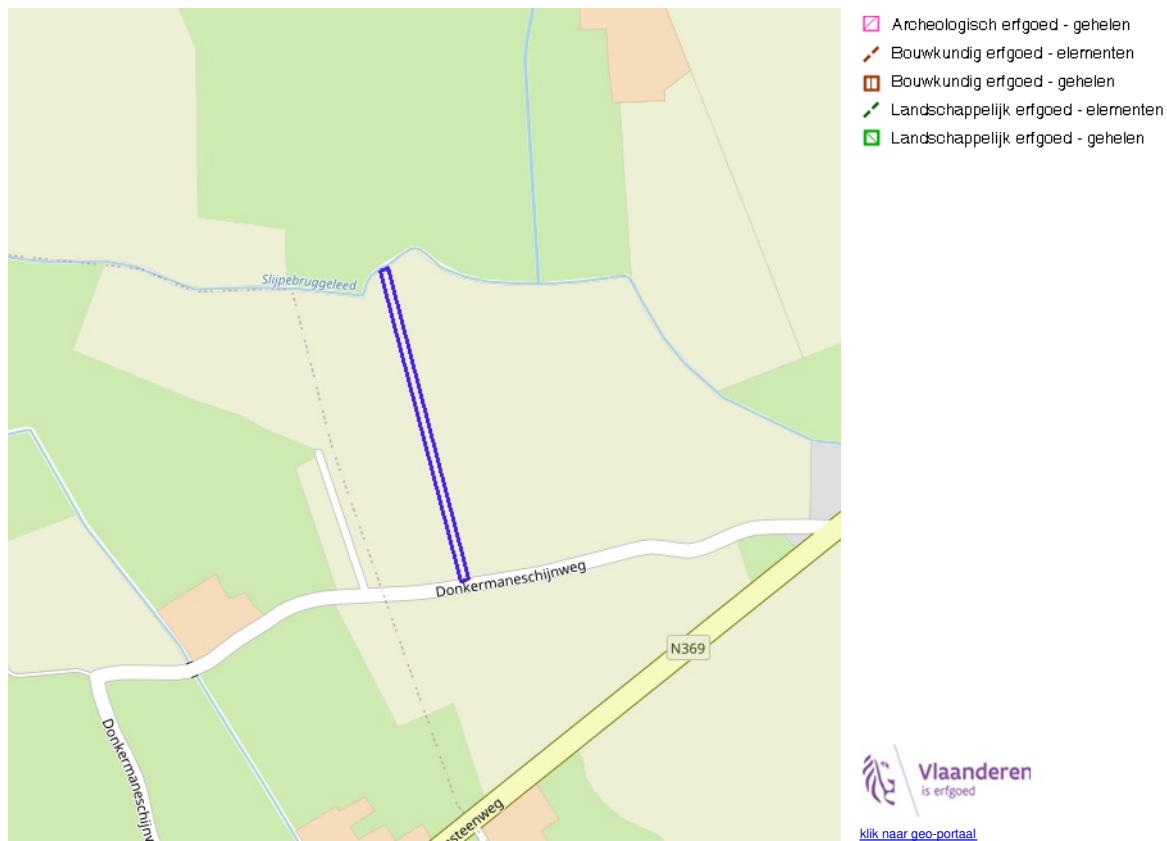 Archeologisch erfgoed - gehelen
Bouwkundig erfgoed - elementen
Bouwkundig erfgoed - gehelen
Landschappelijk erfgoed - elementen
Landschappelijk erfgoed - gehelen
Slijpebruggeleed
Donkermaneschijnweg
N369
Donkermaneschijnw
steenweg
Vlaanderen
is erfgoed
klik naar geo-portaal